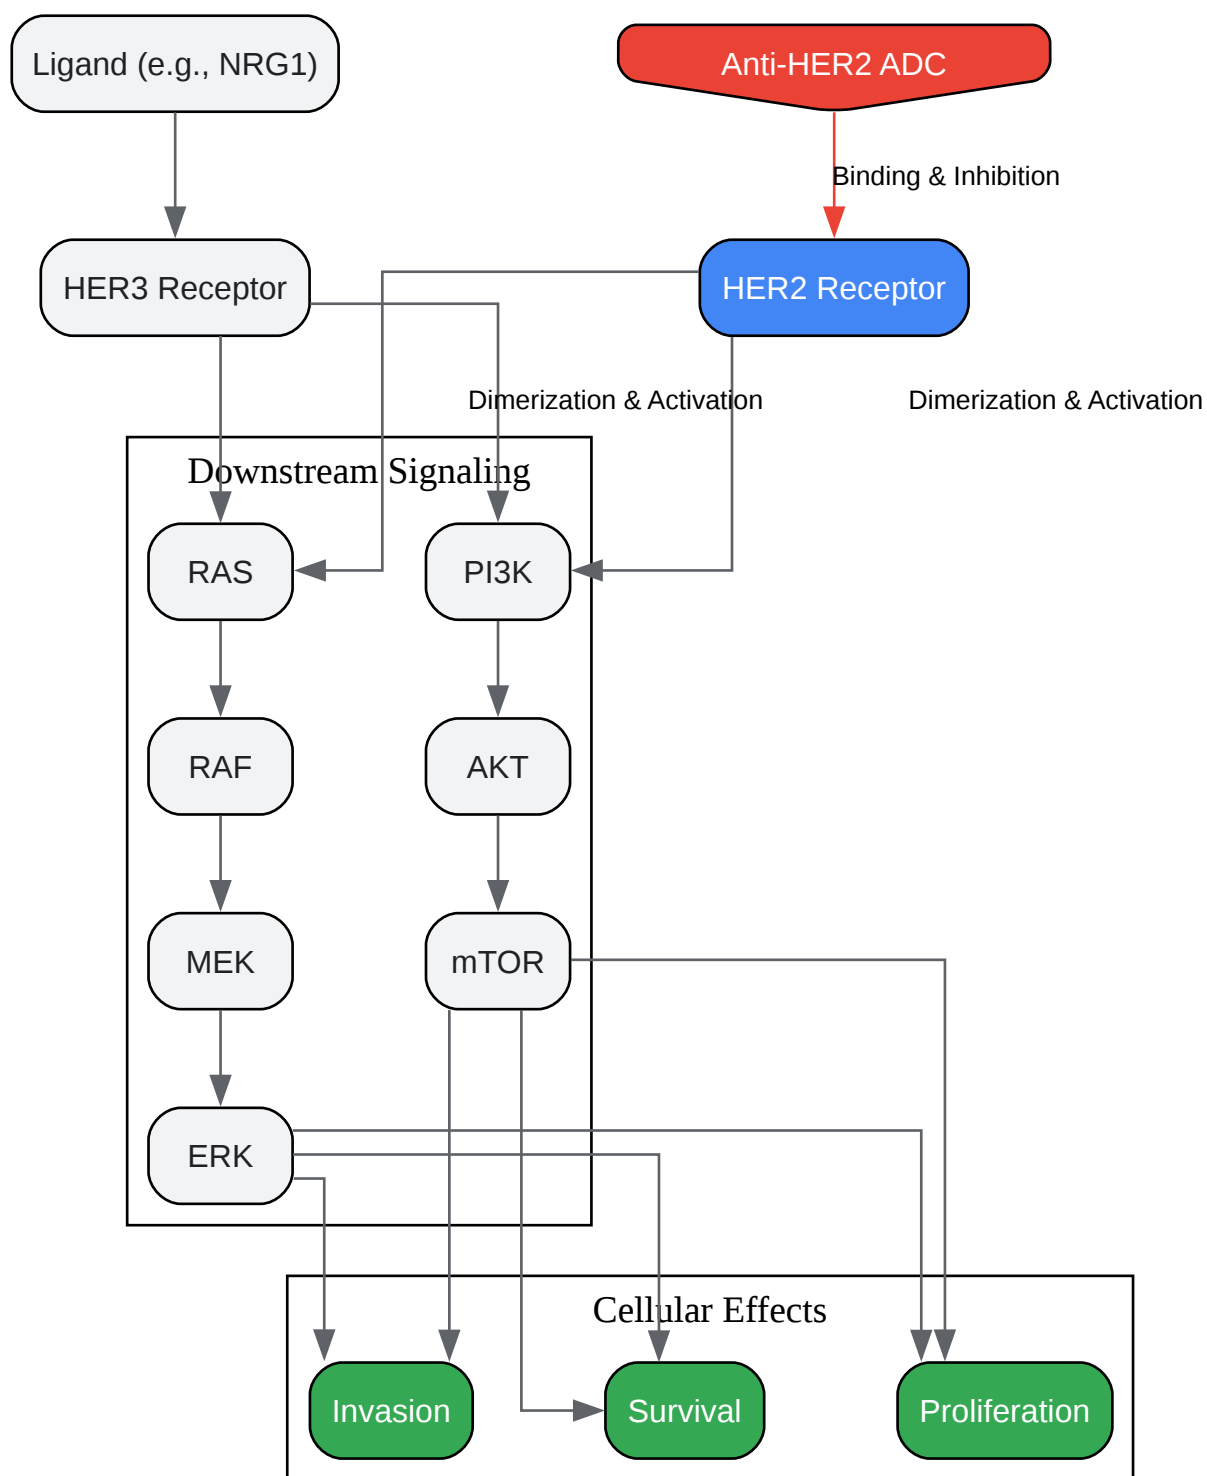 Ligand (e.g., NRG1)
Anti-HER2 ADC
Binding & Inhibition
HER3 Receptor
HER2 Receptor
Dimerization & Activation
Dimerization & Activation
Downstream Signaling
RAS
PI3K
RAF
AKT
MEK
mTOR
ERK
Cellular Effects
Invasion
Survival
Proliferation